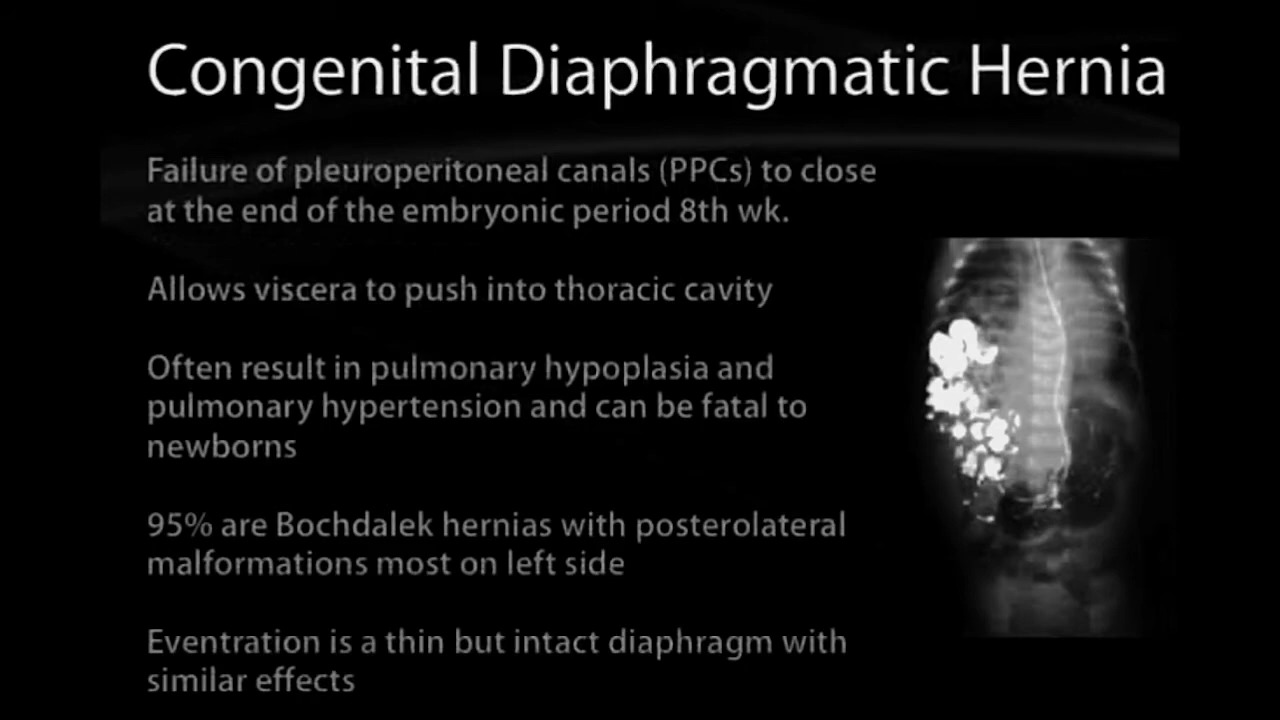 Congenital Diaphragmatic Hernia
Failure of pleuroperitoneal canals (PPCs) to close
at the end of the embryonic period 8th wk.
Allows viscera to push into thoracic cavity
Often result in pulmonary hypoplasia and
pulmonary hypertension and can be fatal to
newborns
95% are Bochdalek hernias with posterolateral
malformations most on left side
Eventration is a thin but intact diaphragm with
similar effects